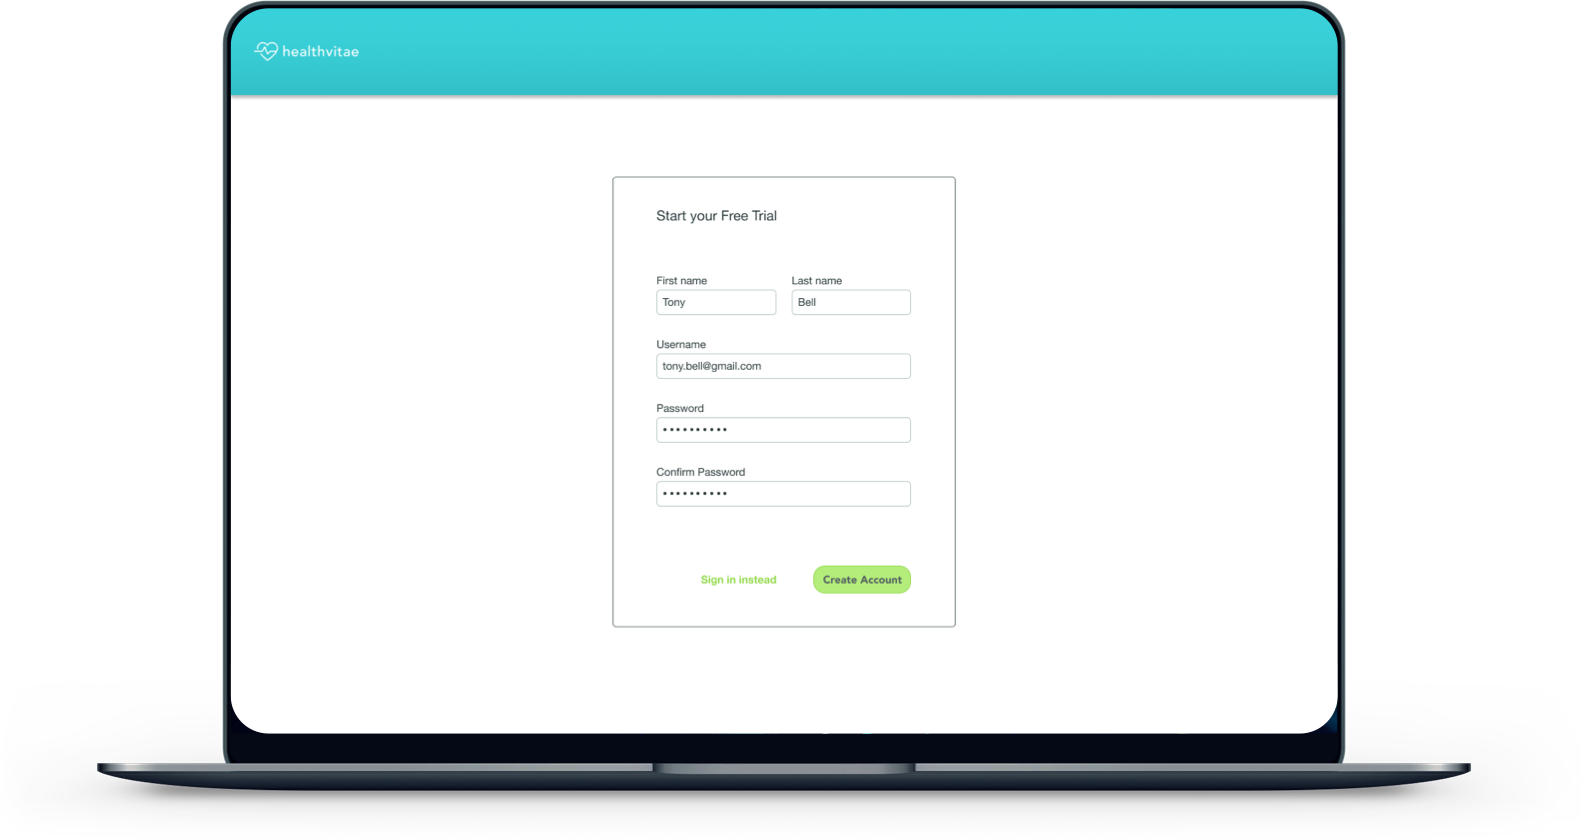 healthvitae
Start your Free Trial
First name Last name
Tony Bell
Username
tony.bell@gmail.com
Password
••••••••••
Confirm Password
••••••••••
Sign in instead Create Account